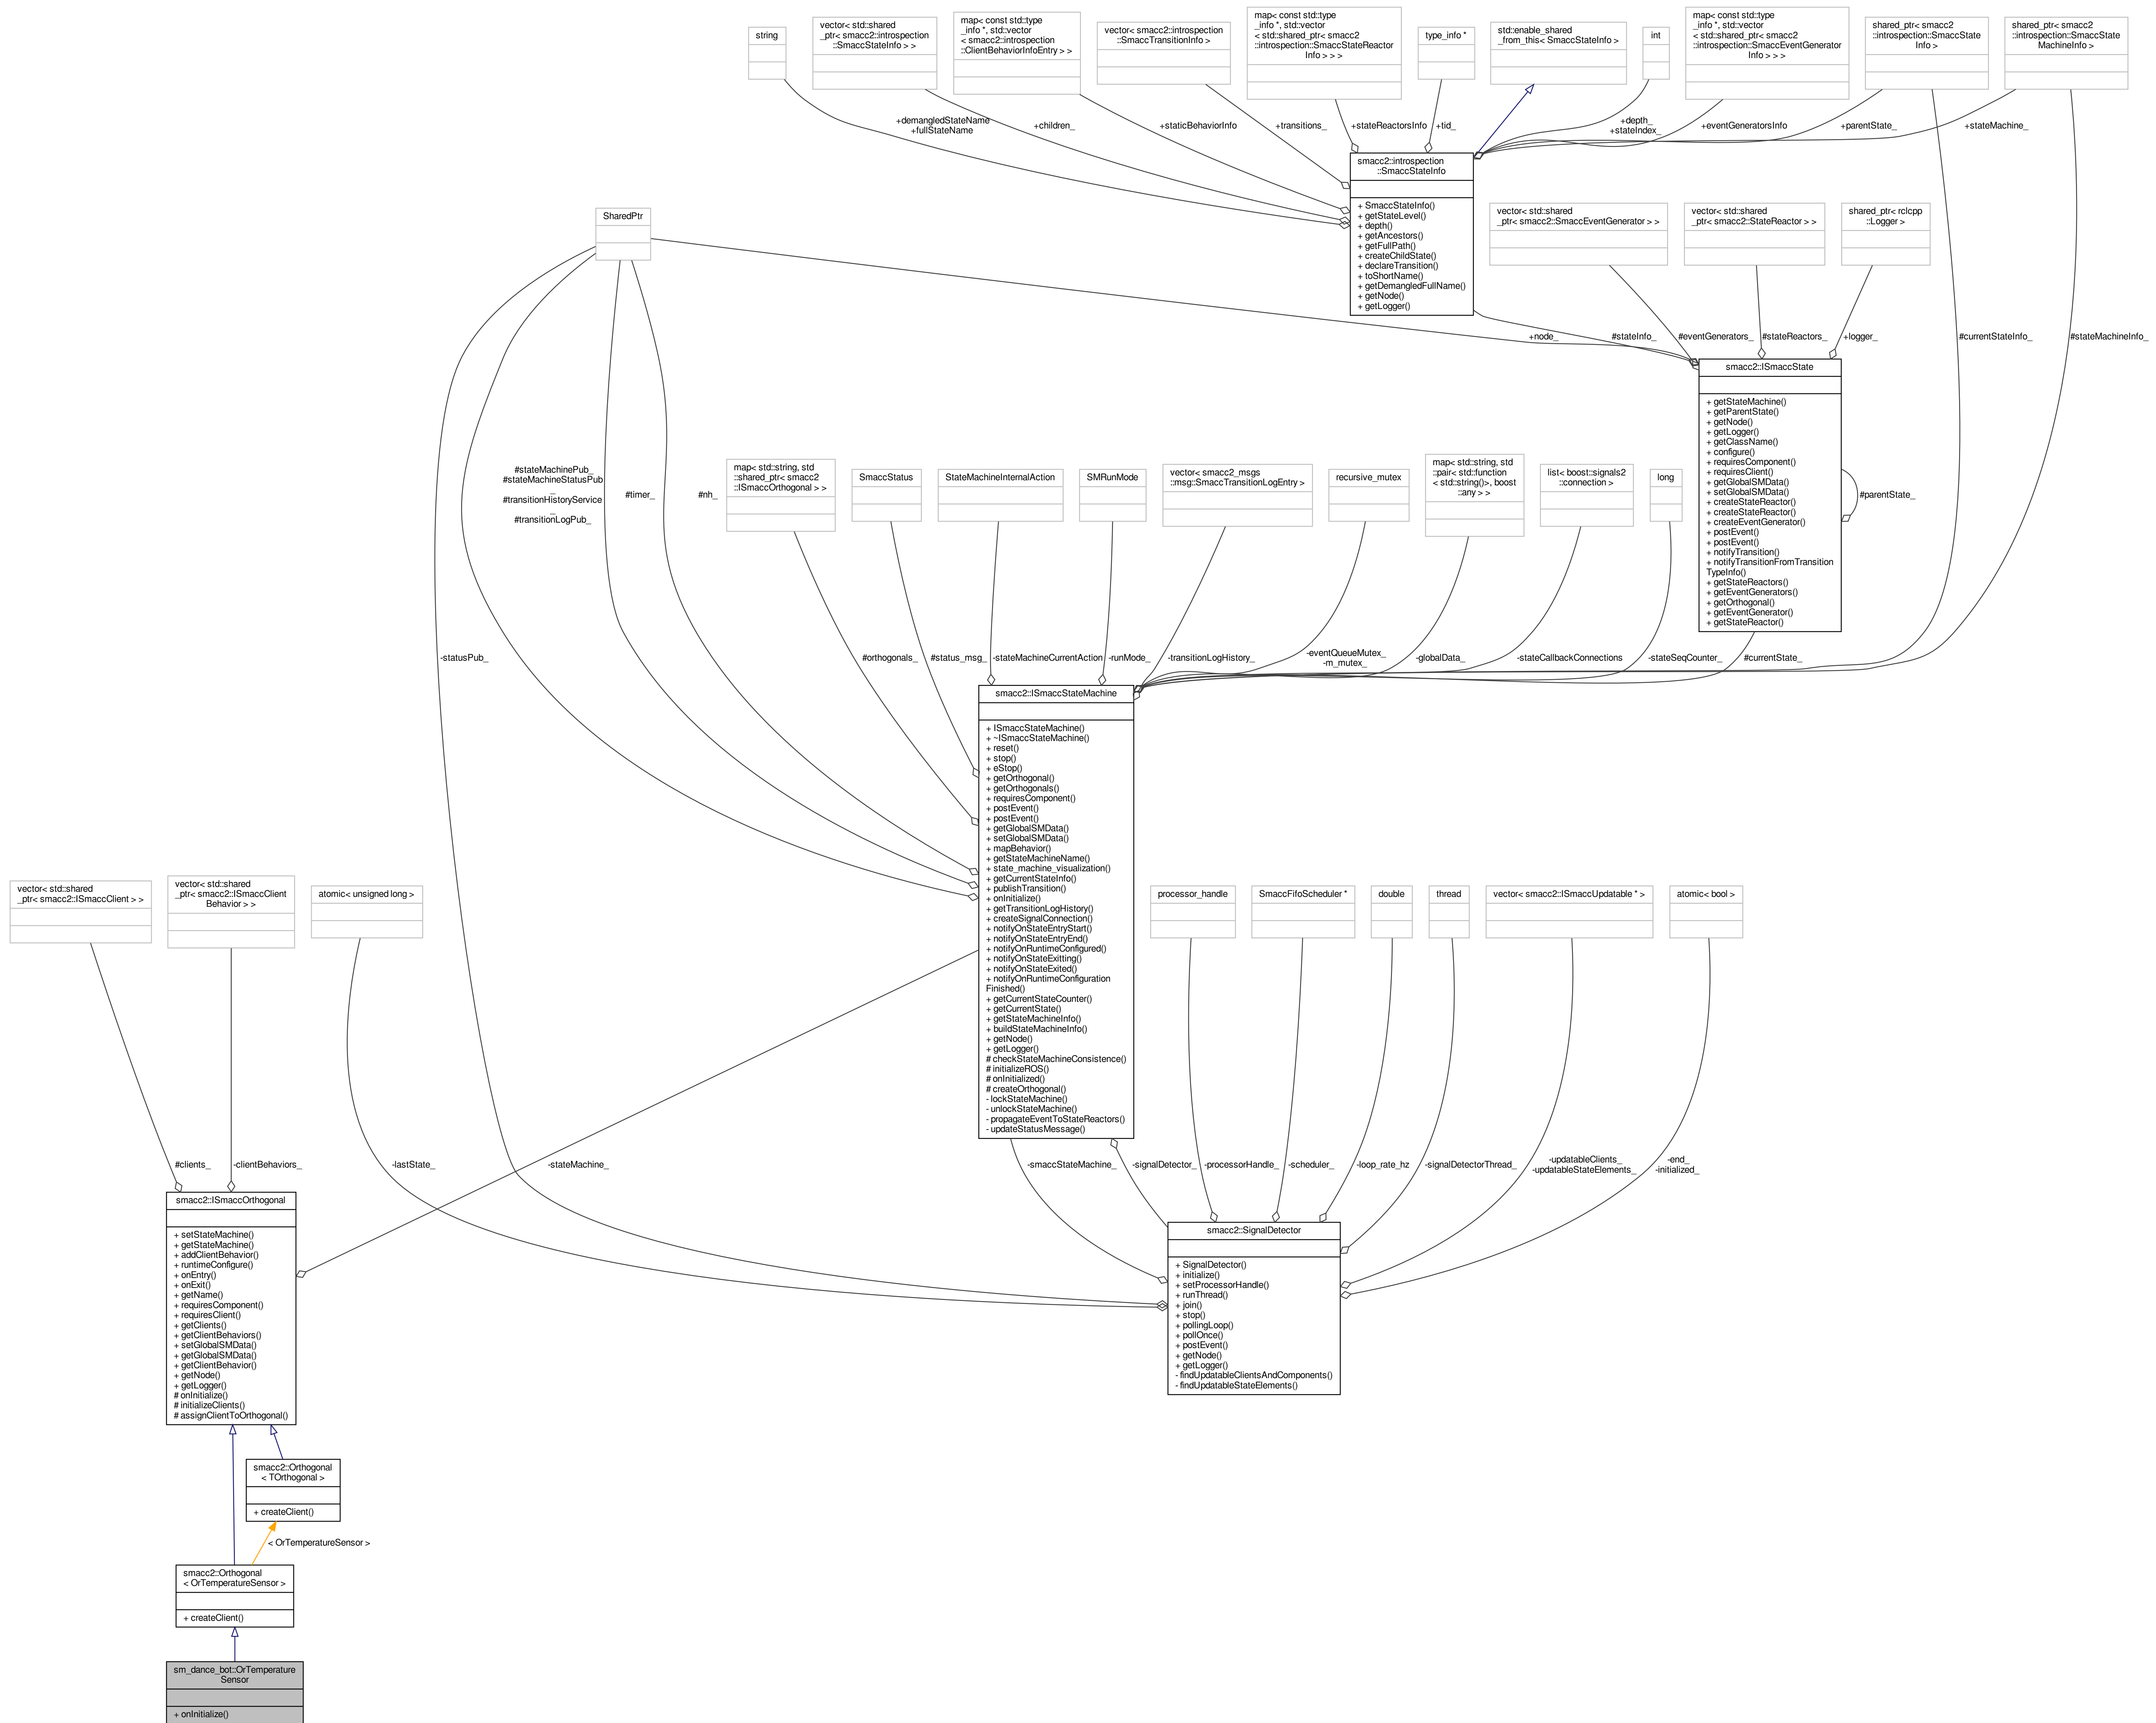 string
vector< std::shared
_ptr< smacc2::introspection
::SmaccStateInfo > >
map< const std::type
_info *, std::vector
< smacc2::introspection
::ClientBehaviorInfoEntry > >
vector< smacc2::introspection
::SmaccTransitionInfo >
map< const std::type
_info *, std::vector
< std::shared_ptr< smacc2
::introspection::SmaccStateReactor
Info > > >
type_info *
std::enable_shared
_from_this< SmaccStateInfo >
int
map< const std::type
_info *, std::vector
< std::shared_ptr< smacc2
::introspection::SmaccEventGenerator
Info > > >
shared_ptr< smacc2
::introspection::SmaccState
Info >
shared_ptr< smacc2
::introspection::SmaccState
MachineInfo >
+demangledStateName
+fullStateName
+children_
+staticBehaviorInfo
+transitions_
+stateReactorsInfo
+tid_
+depth_
+stateIndex_
+eventGeneratorsInfo
+parentState_
+stateMachine_
smacc2::introspection
::SmaccStateInfo
+ SmaccStateInfo()
+ getStateLevel()
+ depth()
+ getAncestors()
+ getFullPath()
+ createChildState()
+ declareTransition()
+ toShortName()
+ getDemangledFullName()
+ getNode()
+ getLogger()
SharedPtr
vector< std::shared
_ptr< smacc2::SmaccEventGenerator > >
vector< std::shared
_ptr< smacc2::StateReactor > >
shared_ptr< rclcpp
::Logger >
+node_
#stateInfo_
#eventGenerators_
#stateReactors_
+logger_
#currentStateInfo_
#stateMachineInfo_
smacc2::ISmaccState
+ getStateMachine()
+ getParentState()
+ getNode()
+ getLogger()
+ getClassName()
+ configure()
+ requiresComponent()
+ requiresClient()
+ getGlobalSMData()
+ setGlobalSMData()
+ createStateReactor()
+ createStateReactor()
+ createEventGenerator()
+ postEvent()
+ postEvent()
+ notifyTransition()
+ notifyTransitionFromTransition
TypeInfo()
+ getStateReactors()
+ getEventGenerators()
+ getOrthogonal()
+ getEventGenerator()
+ getStateReactor()
#parentState_
#stateMachinePub_
#stateMachineStatusPub
_
#transitionHistoryService
_
#transitionLogPub_
#timer_
#nh_
map< std::string, std
::shared_ptr< smacc2
::ISmaccOrthogonal > >
SmaccStatus
StateMachineInternalAction
SMRunMode
vector< smacc2_msgs
::msg::SmaccTransitionLogEntry >
recursive_mutex
map< std::string, std
::pair< std::function
< std::string()>, boost
::any > >
list< boost::signals2
::connection >
long
-statusPub_
#orthogonals_
#status_msg_
-stateMachineCurrentAction
-runMode_
-transitionLogHistory_
-eventQueueMutex_
-m_mutex_
-globalData_
-stateCallbackConnections
-stateSeqCounter_
#currentState_
smacc2::ISmaccStateMachine
+ ISmaccStateMachine()
+ ~ISmaccStateMachine()
+ reset()
+ stop()
+ eStop()
+ getOrthogonal()
+ getOrthogonals()
+ requiresComponent()
+ postEvent()
+ postEvent()
+ getGlobalSMData()
+ setGlobalSMData()
+ mapBehavior()
+ getStateMachineName()
+ state_machine_visualization()
+ getCurrentStateInfo()
+ publishTransition()
+ onInitialize()
+ getTransitionLogHistory()
+ createSignalConnection()
+ notifyOnStateEntryStart()
+ notifyOnStateEntryEnd()
+ notifyOnRuntimeConfigured()
+ notifyOnStateExitting()
+ notifyOnStateExited()
+ notifyOnRuntimeConfiguration
Finished()
+ getCurrentStateCounter()
+ getCurrentState()
+ getStateMachineInfo()
+ buildStateMachineInfo()
+ getNode()
+ getLogger()
# checkStateMachineConsistence()
# initializeROS()
# onInitialized()
# createOrthogonal()
- lockStateMachine()
- unlockStateMachine()
- propagateEventToStateReactors()
- updateStatusMessage()
vector< std::shared
_ptr< smacc2::ISmaccClient > >
vector< std::shared
_ptr< smacc2::ISmaccClient
Behavior > >
atomic< unsigned long >
processor_handle
SmaccFifoScheduler *
double
thread
vector< smacc2::ISmaccUpdatable * >
atomic< bool >
#clients_
-clientBehaviors_
-lastState_
-stateMachine_
-smaccStateMachine_
-signalDetector_
-processorHandle_
-scheduler_
-loop_rate_hz
-signalDetectorThread_
-updatableClients_
-updatableStateElements_
-end_
-initialized_
smacc2::ISmaccOrthogonal
+ setStateMachine()
+ getStateMachine()
+ addClientBehavior()
+ runtimeConfigure()
+ onEntry()
+ onExit()
+ getName()
+ requiresComponent()
+ requiresClient()
+ getClients()
+ getClientBehaviors()
+ setGlobalSMData()
+ getGlobalSMData()
+ getClientBehavior()
+ getNode()
+ getLogger()
# onInitialize()
# initializeClients()
# assignClientToOrthogonal()
smacc2::SignalDetector
+ SignalDetector()
+ initialize()
+ setProcessorHandle()
+ runThread()
+ join()
+ stop()
+ pollingLoop()
+ pollOnce()
+ postEvent()
+ getNode()
+ getLogger()
- findUpdatableClientsAndComponents()
- findUpdatableStateElements()
smacc2::Orthogonal
< TOrthogonal >
+ createClient()
< OrTemperatureSensor >
smacc2::Orthogonal
< OrTemperatureSensor >
+ createClient()
sm_dance_bot::OrTemperature
Sensor
+ onInitialize()